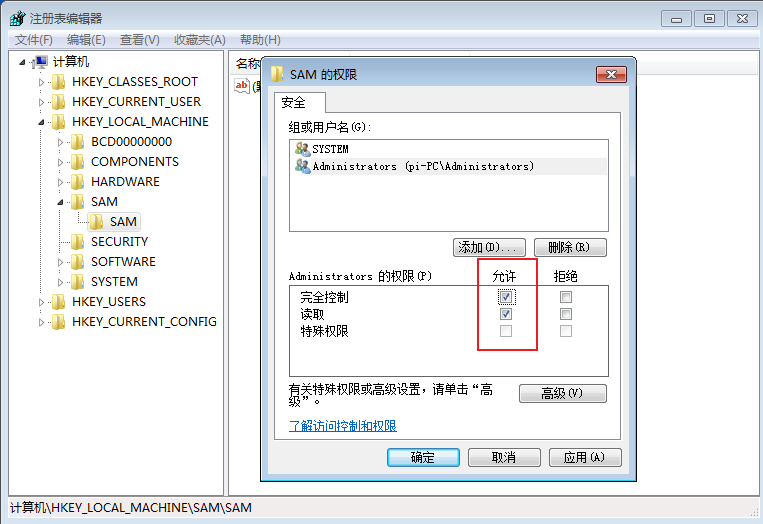 注册表编辑器
文件(F) 编辑(E) 查看(V) 收藏夹(A) 帮助(H)
计算机
HKEY_CLASSES_ROOT
HKEY_CURRENT_USER
HKEY_LOCAL_MACHINE
BCD00000000
COMPONENTS
HARDWARE
SAM
SAM
SECURITY
SOFTWARE
SYSTEM
HKEY_USERS
HKEY_CURRENT_CONFIG
名称
ab
SAM 的权限
安全
组或用户名(G):
SYSTEM
Administrators (pi-PC\Administrators)
添加(D)... 删除(R)
Administrators 的权限(P) 允许 拒绝
完全控制
读取
特殊权限
有关特殊权限或高级设置，请单击“高
级”。
高级(V)
了解访问控制和权限
确定 取消 应用(A)
计算机\HKEY_LOCAL_MACHINE\SAM\SAM